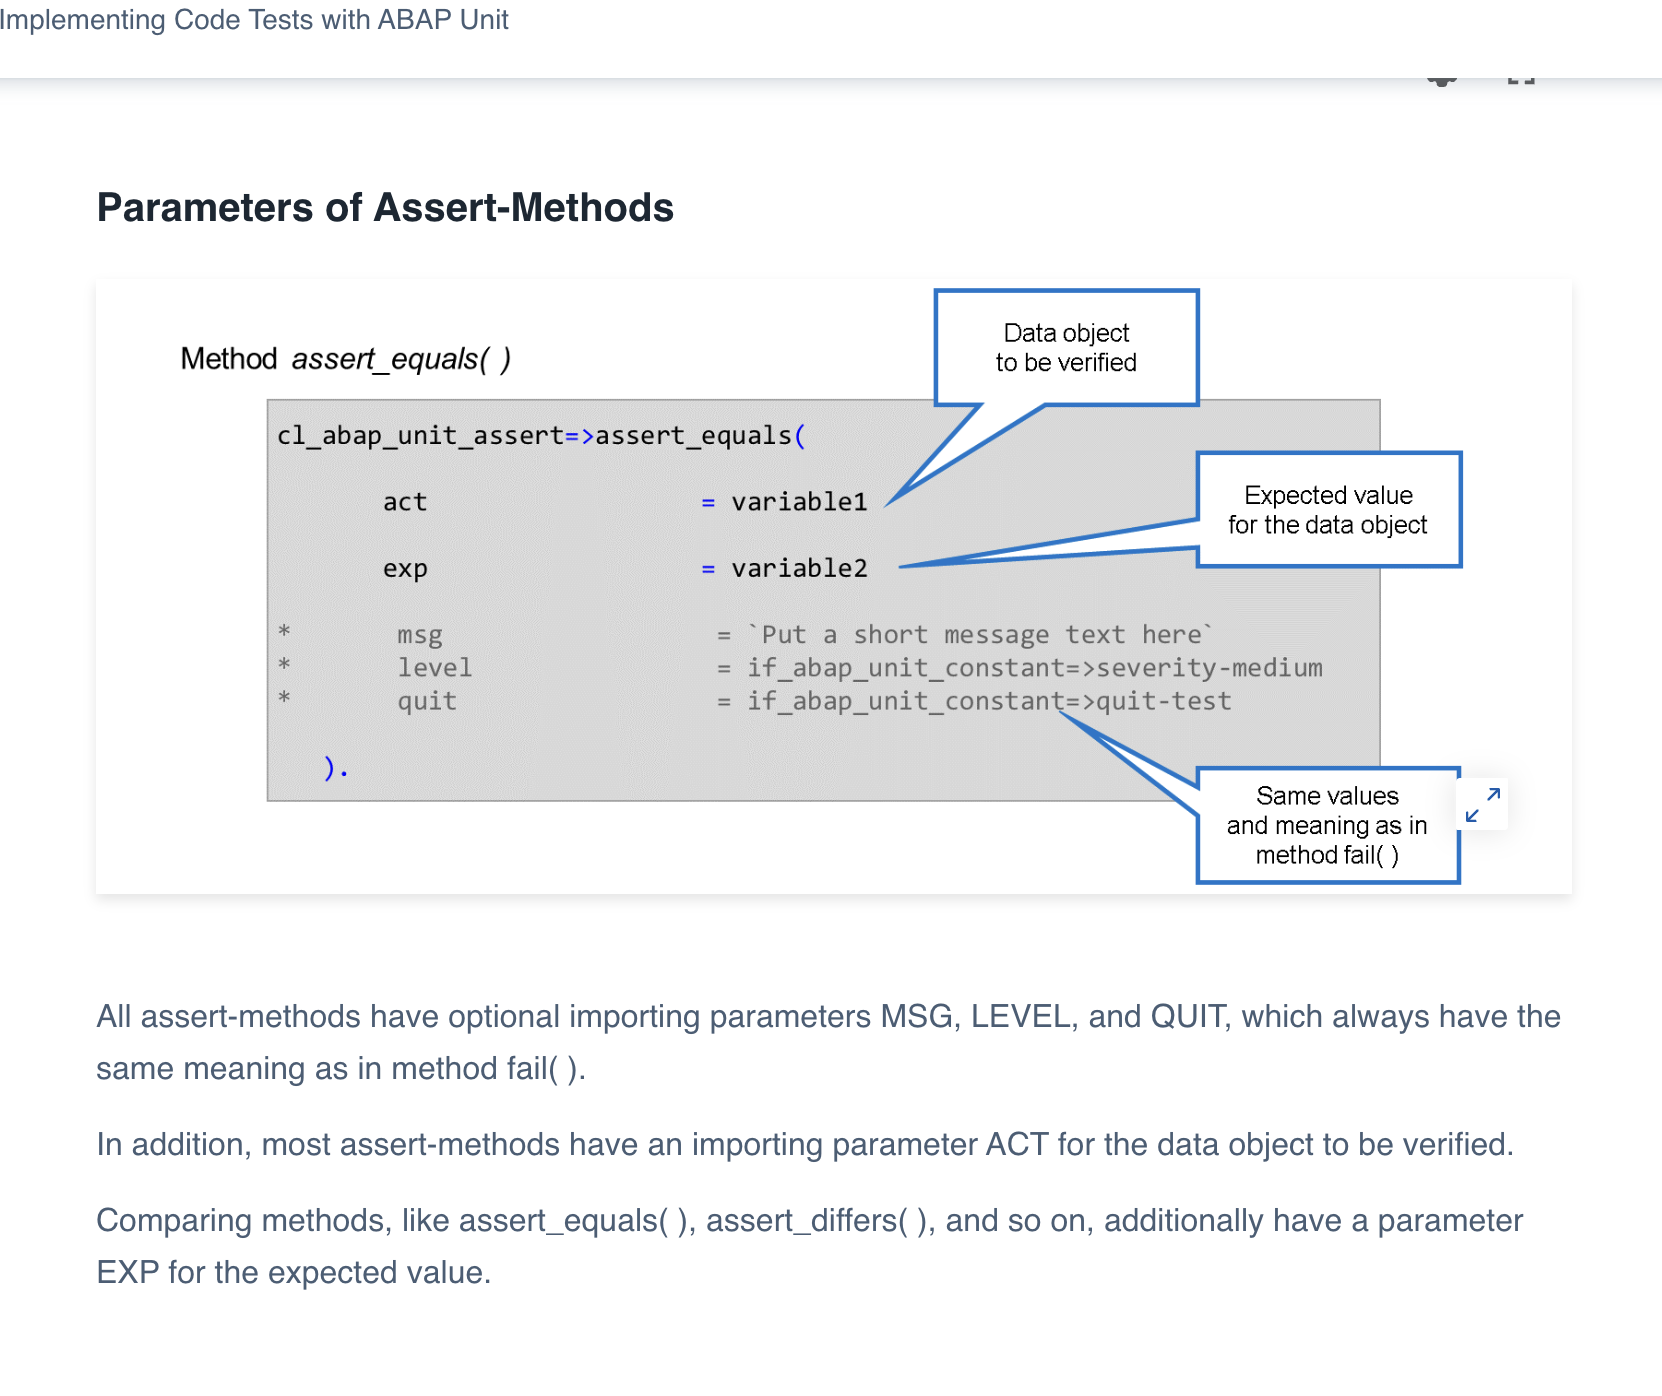 Implementing Code Tests with ABAP Unit
Parameters of Assert-Methods
Method assert_equals( )
Data object
to be verified
cl_abap_unit_assert=>assert_equals(
act = variable1
Expected value
for the data object
exp = variable2
* msg = `Put a short message text here`
* level = if_abap_unit_constant=>severity-medium
* quit = if_abap_unit_constant=>quit-test
).
Same values
and meaning as in
method fail( )
All assert-methods have optional importing parameters MSG, LEVEL, and QUIT, which always have the
same meaning as in method fail( ).
In addition, most assert-methods have an importing parameter ACT for the data object to be verified.
Comparing methods, like assert_equals( ), assert_differs( ), and so on, additionally have a parameter
EXP for the expected value.